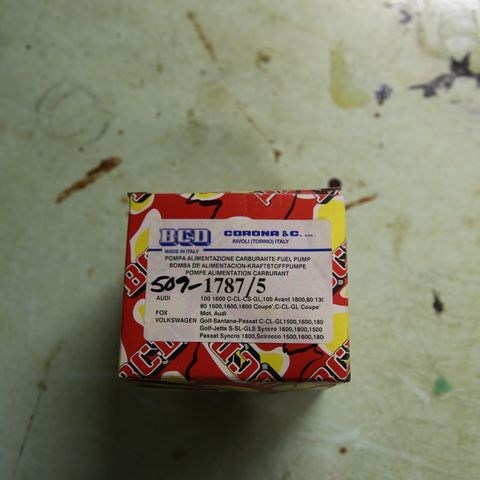 BCD CORONA & C. s.n.c.
MADE IN ITALY RIVOLI (TORINO) ITALY
POMPA ALIMENTAZIONE CARBURANTE-FUEL PUMP
BOMBA DE ALIMENTACION-KRAFTSTOFFPUMPE
POMPE ALIMENTATION CARBURANT
509-1787/5
AUDI 100 1600 C-CL-CS-GL,100 Avant 1800,80 130
80 1500,1600,1800 Coupe',C-CL-GL Coupe'
FOX Mot. Audi
VOLKSWAGEN Golf-Santana-Passat C-CL-GL1500,1600,180
Golf-Jetta S-SL-GLS Syncro 1600,1800,1500
Passat Syncro 1800,Scirocco 1500,1600,180
BCD